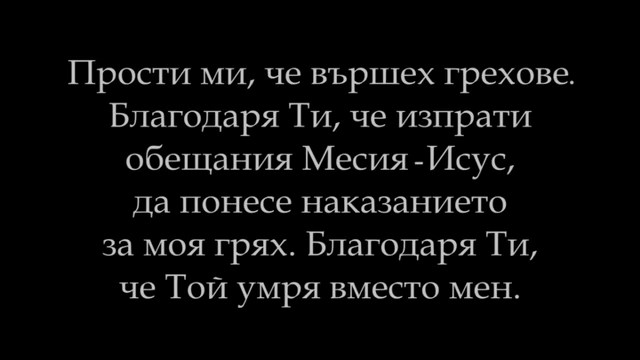 Прости ми, че вършех грехове.
Благодаря Ти, че изпрати
обещания Месия-Исус,
да понесе наказанието
за моя грях. Благодаря Ти,
че Той умря вместо мен.